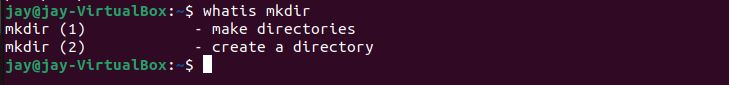 jay@jay-VirtualBox:~$ whatis mkdir
mkdir (1)            - make directories
mkdir (2)            - create a directory
jay@jay-VirtualBox:~$